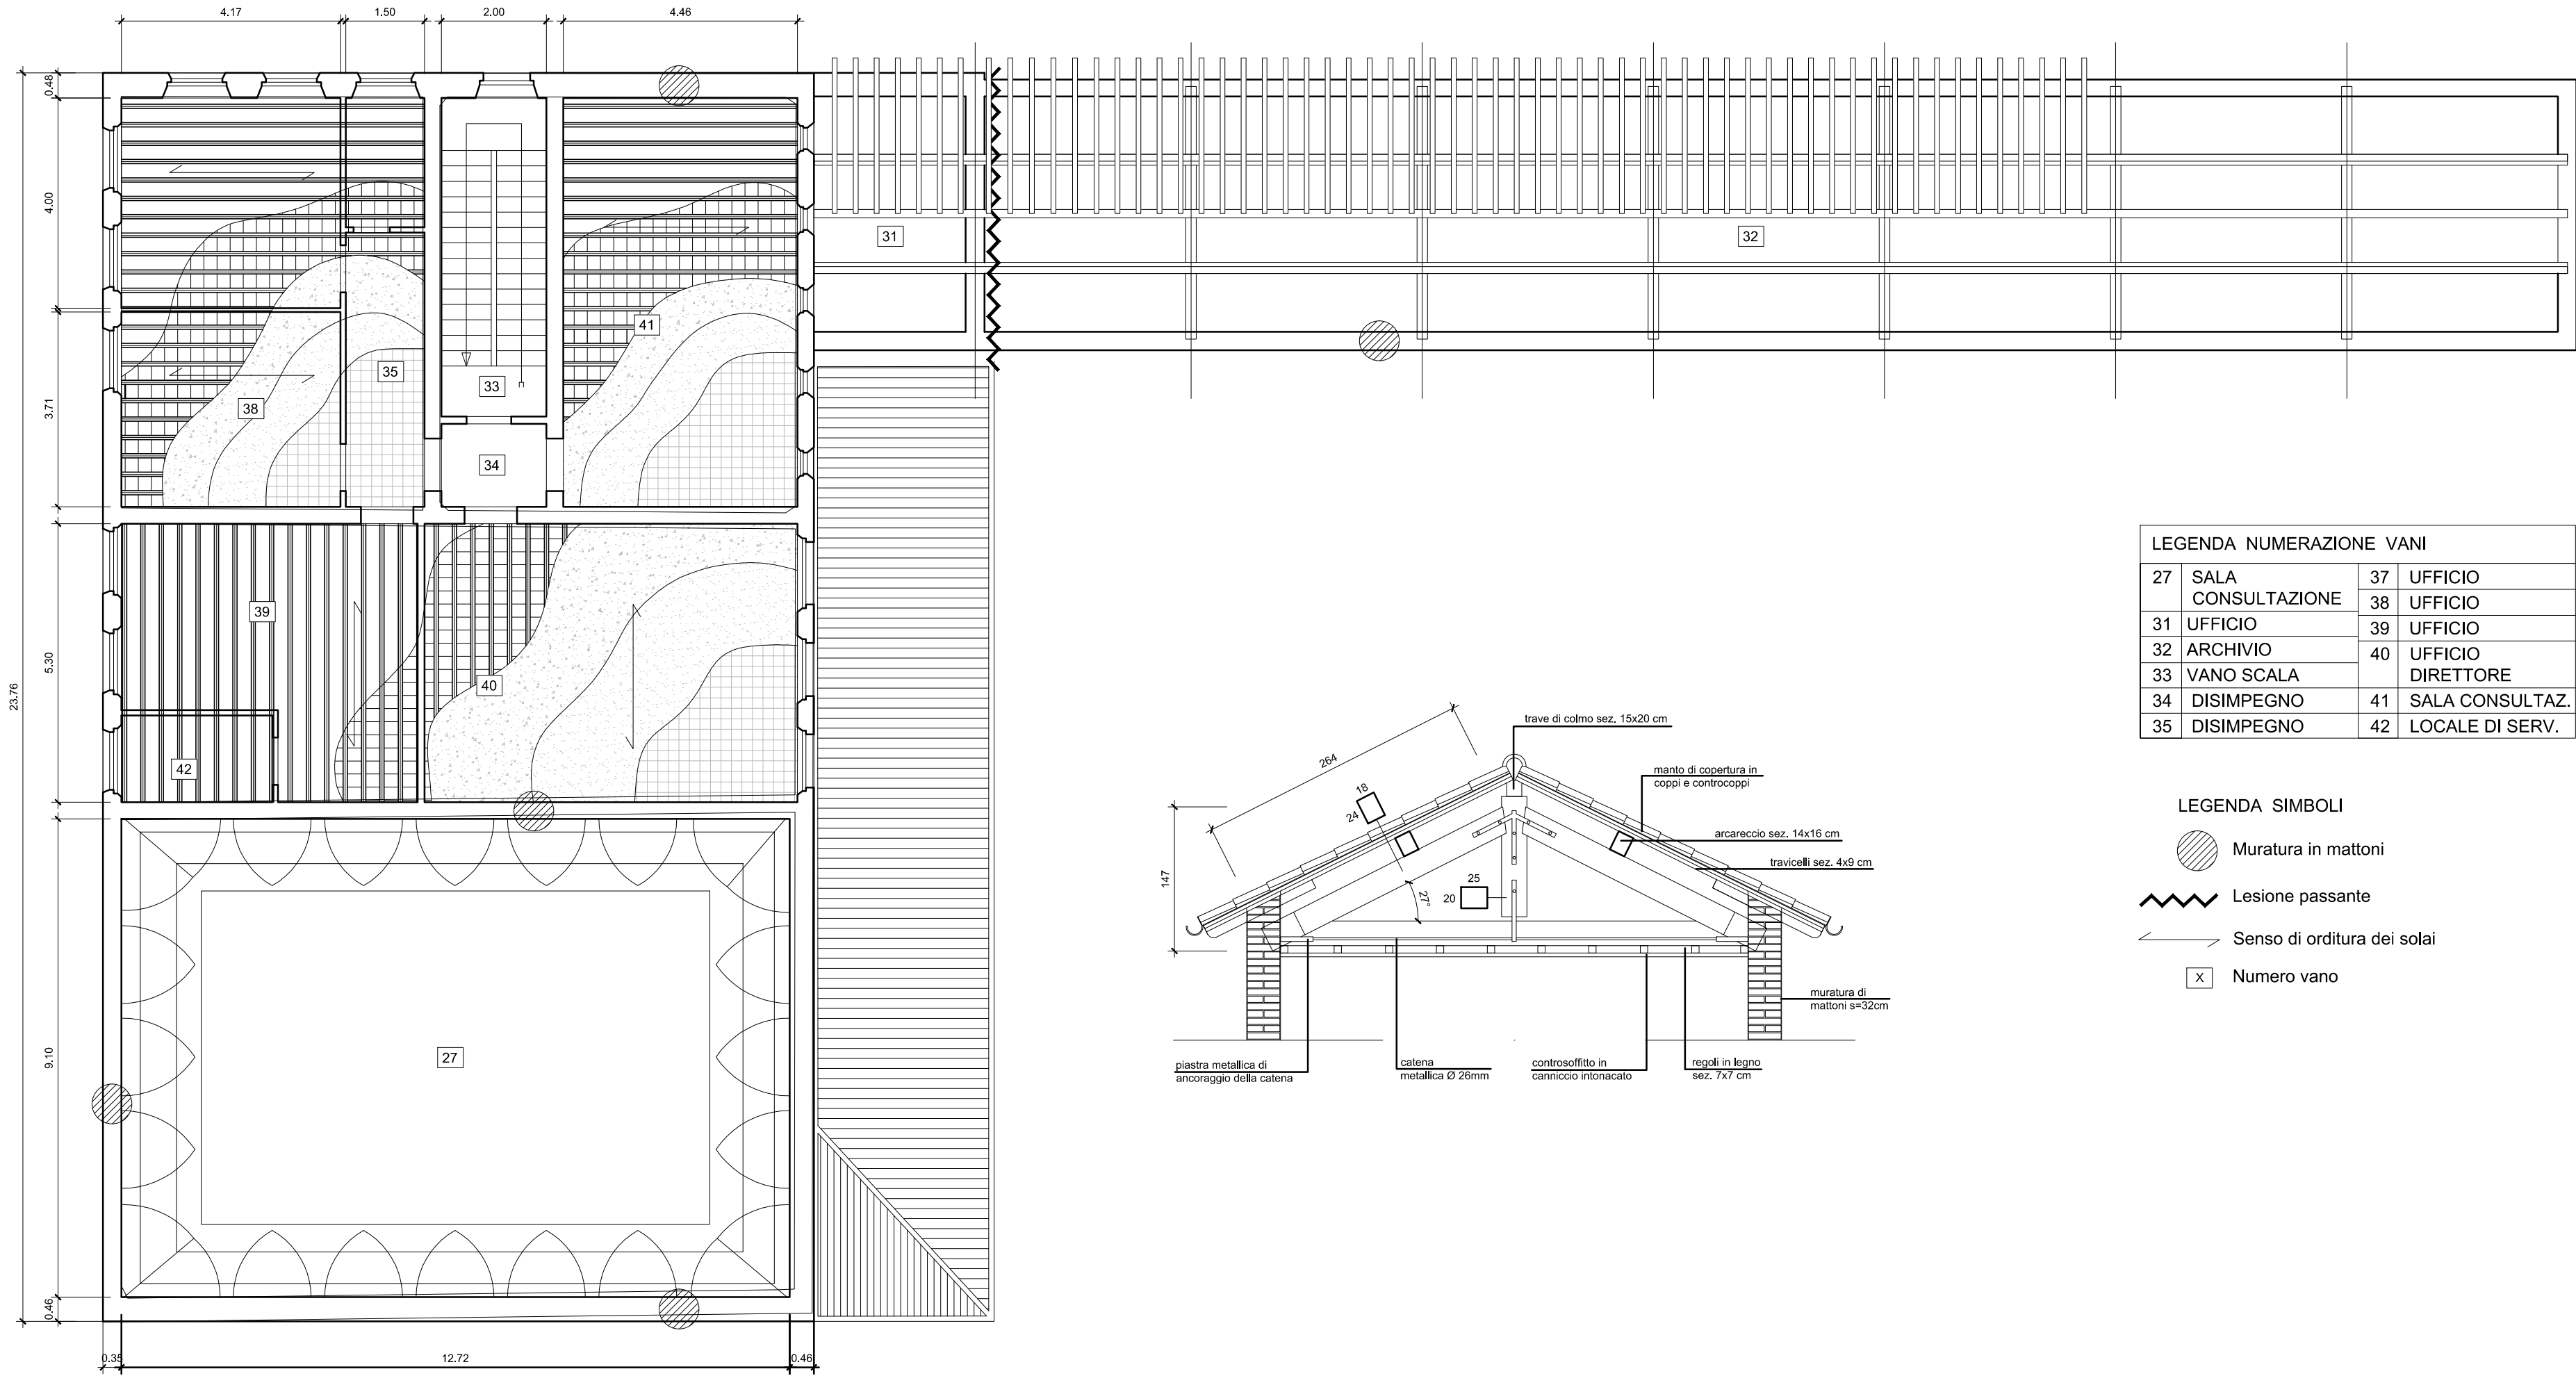 4.17 1.50 2.00 4.46
0.48
4.00
3.71
5.30
23.76
9.10
0.46
0.35 12.72 0.46
31
32
41
35
33
38
34
39
40
42
27
LEGENDA NUMERAZIONE VANI
27 SALA CONSULTAZIONE
31 UFFICIO
32 ARCHIVIO
33 VANO SCALA
34 DISIMPEGNO
35 DISIMPEGNO
37 UFFICIO
38 UFFICIO
39 UFFICIO
40 UFFICIO DIRETTORE
41 SALA CONSULTAZ.
42 LOCALE DI SERV.
LEGENDA SIMBOLI
Muratura in mattoni
Lesione passante
Senso di orditura dei solai
X Numero vano
trave di colmo sez. 15x20 cm
264
manto di copertura in
coppi e controcoppi
18
24
arcareccio sez. 14x16 cm
travicelli sez. 4x9 cm
147
25
20
27°
muratura di
mattoni s=32cm
piastra metallica di
ancoraggio della catena
catena
metallica Ø 26mm
controsoffitto in
canniccio intonacato
regoli in legno
sez. 7x7 cm